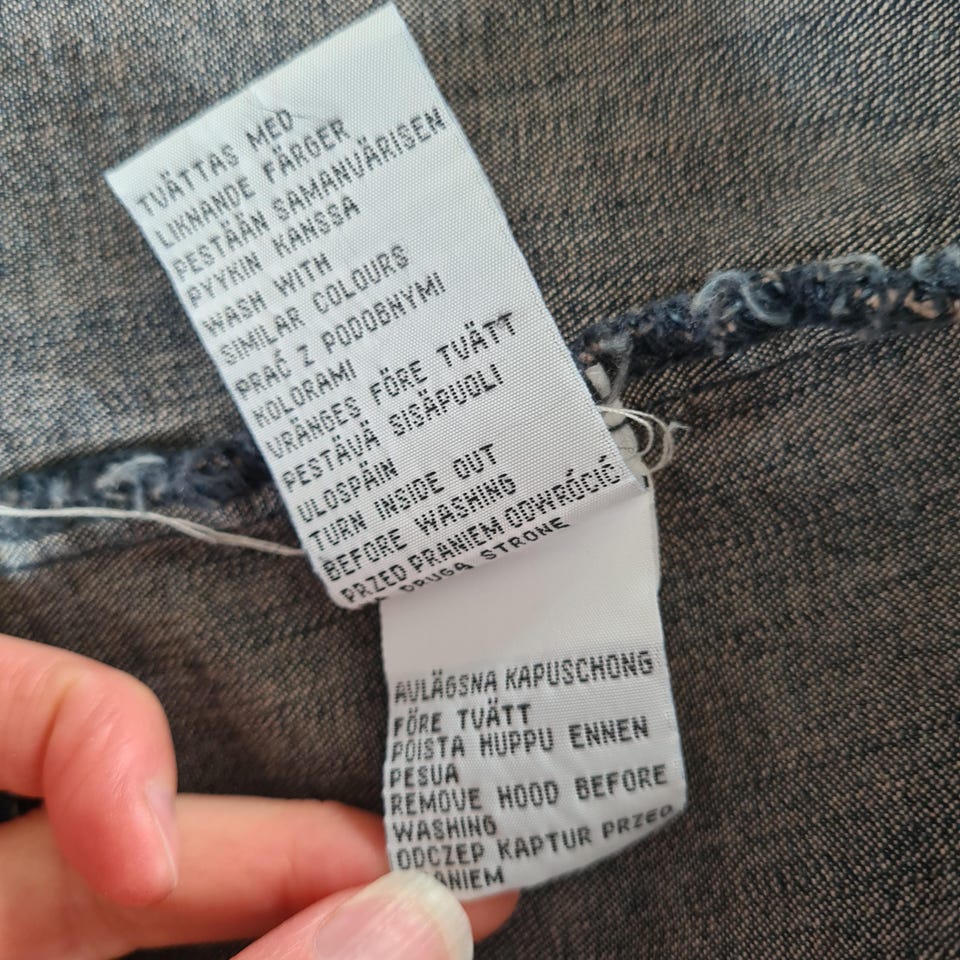 TVÄTTAS MED
LIKNANDE FÄRGER
PESTÄÄN SAMANVÄRISEN
PYYKIN KANSSA
WASH WITH
SIMILAR COLOURS
PRAĆ Z PODOBNYMI
KOLORAMI
VRÄNGES FÖRE TVÄTT
PESTÄVÄ SISÄPUOLI
ULOSPÄIN
TURN INSIDE OUT
BEFORE WASHING
PRZED PRANIEM ODWRÓCIĆ
DRUGA STRONE
AVLÄGSNA KAPUSCHONG
FÖRE TVÄTT
POISTA HUPPU ENNEN
PESUA
REMOVE HOOD BEFORE
WASHING
ODCZEP KAPTUR PRZED